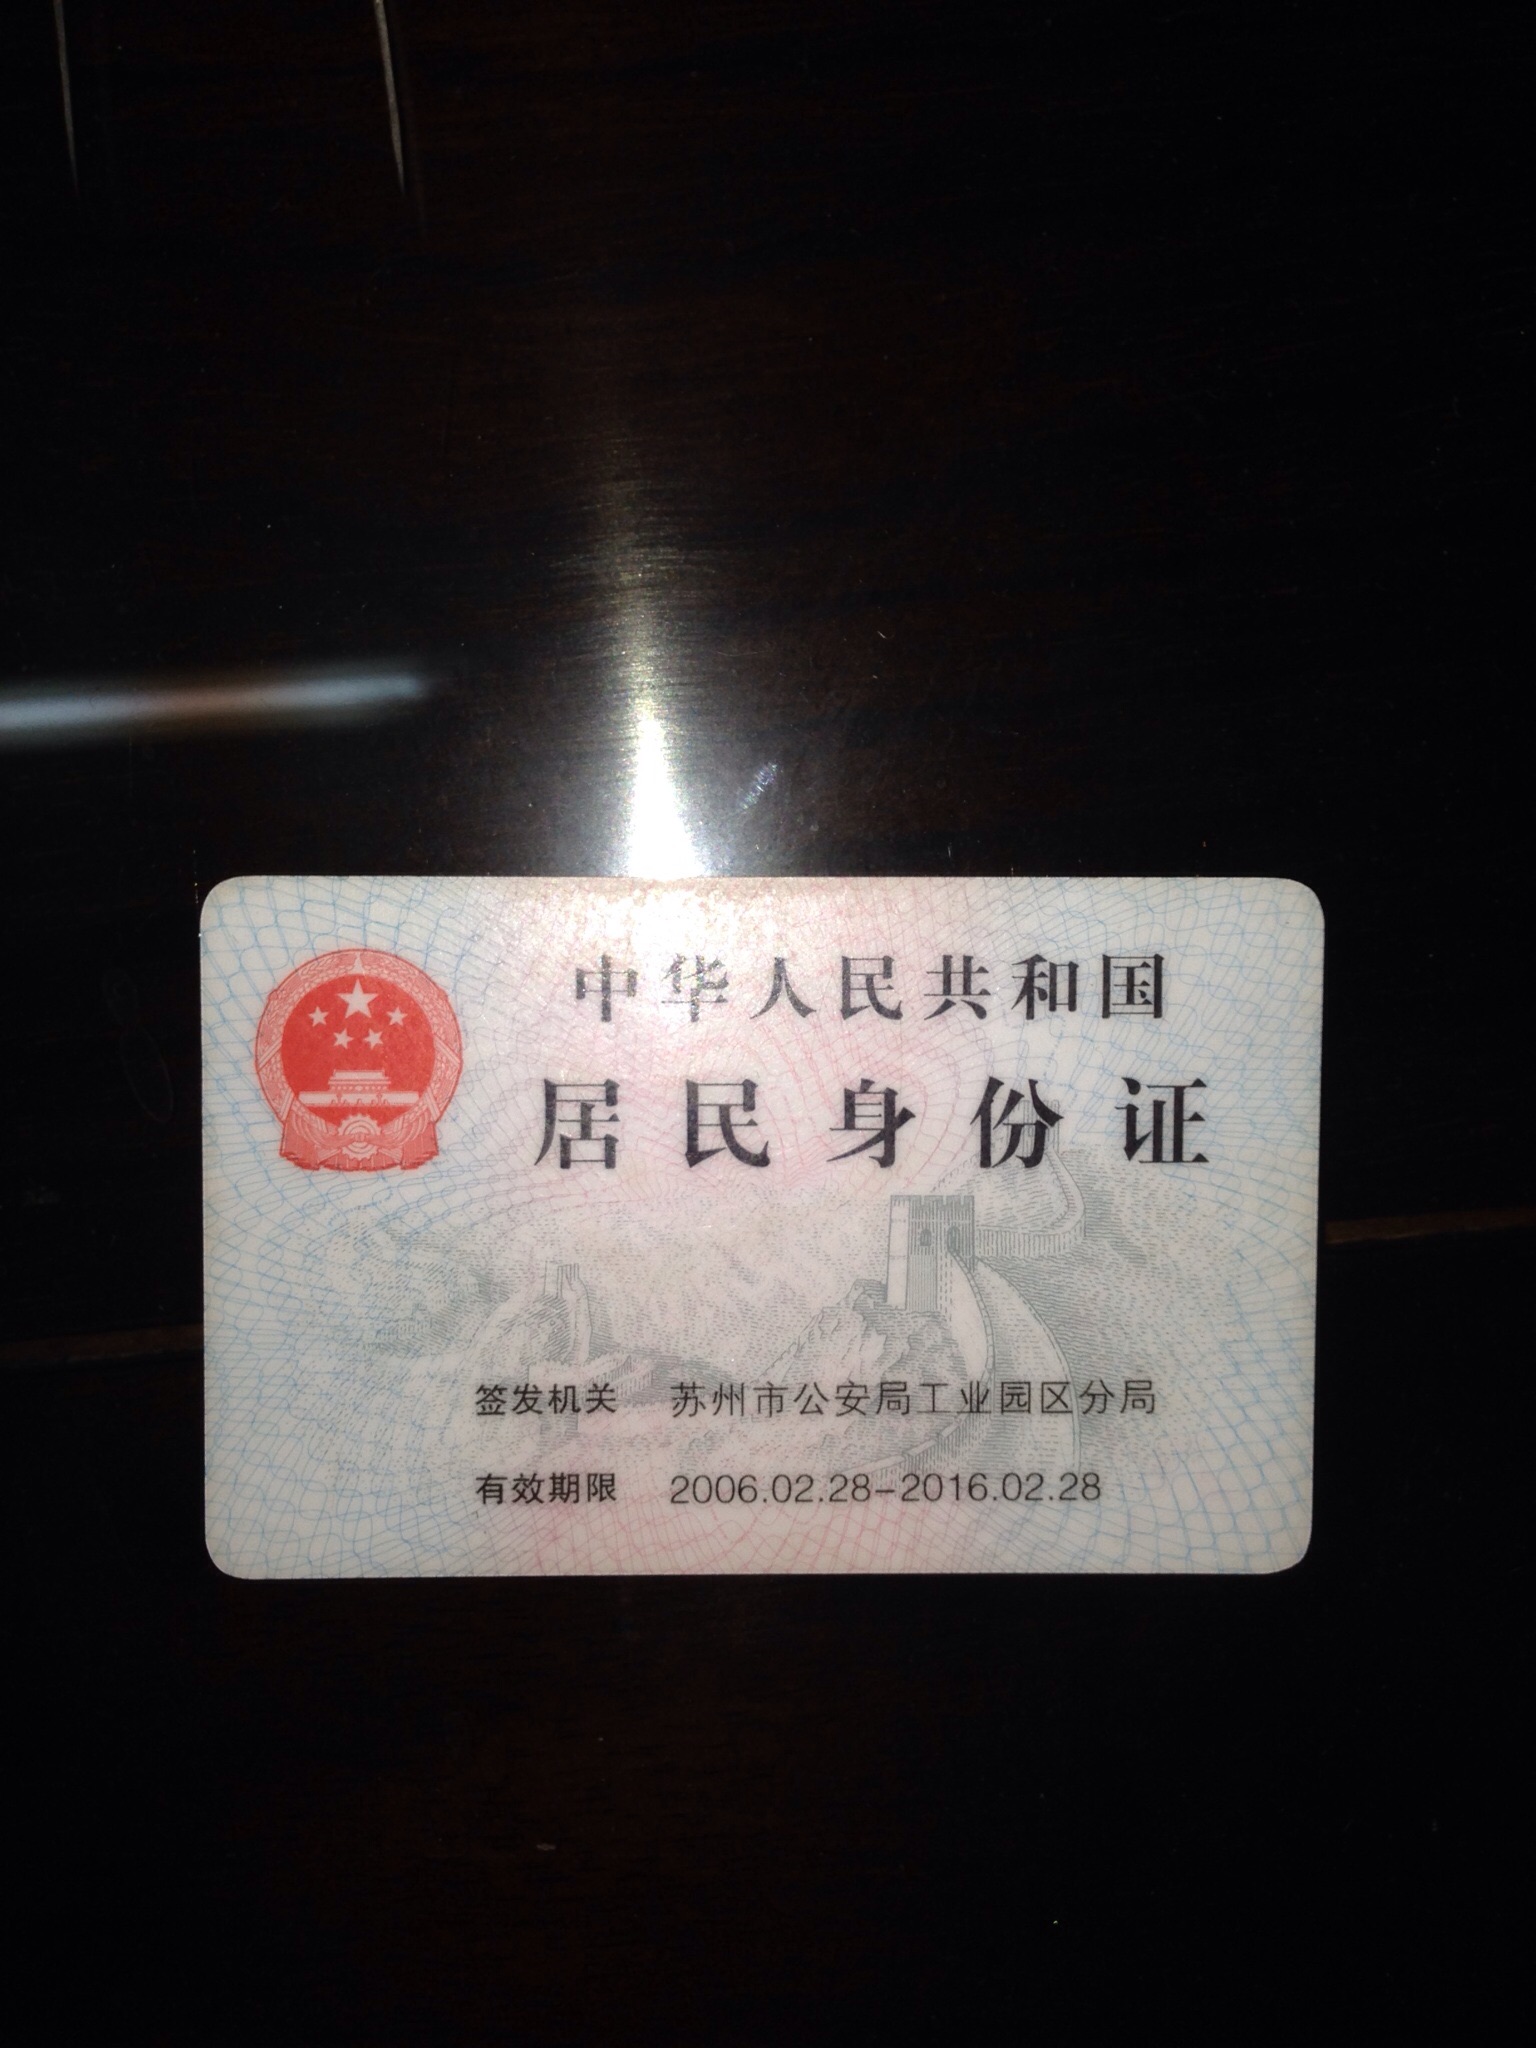 中华人民共和国
居民身份证
签发机关 苏州市公安局工业园区分局
有效期限 2006.02.28-2016.02.28